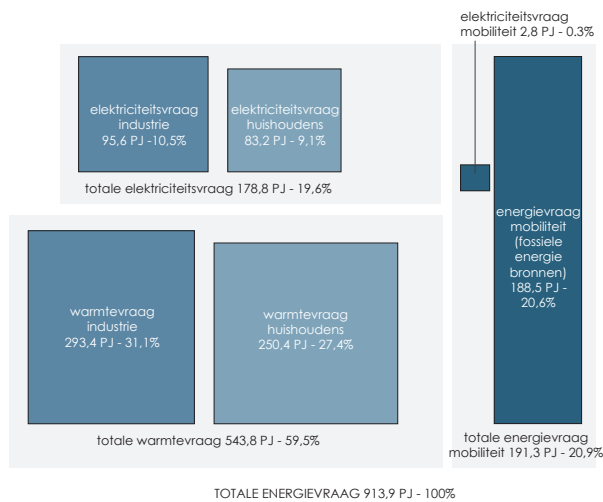 elektriciteitsvraag
mobiliteit 2,8 PJ - 0.3%
elektriciteitsvraag
industrie
95,6 PJ -10,5%
elektriciteitsvraag
huishoudens
83,2 PJ - 9,1%
totale elektriciteitsvraag 178,8 PJ - 19,6%
energievraag
mobiliteit
(fossiele
energie
bronnen)
188,5 PJ -
20,6%
warmtevraag
industrie
293,4 PJ - 31,1%
warmtevraag
huishoudens
250,4 PJ - 27,4%
totale warmtevraag 543,8 PJ - 59,5%
totale energievraag
mobiliteit 191,3 PJ - 20,9%
TOTALE ENERGIEVRAAG 913,9 PJ - 100%